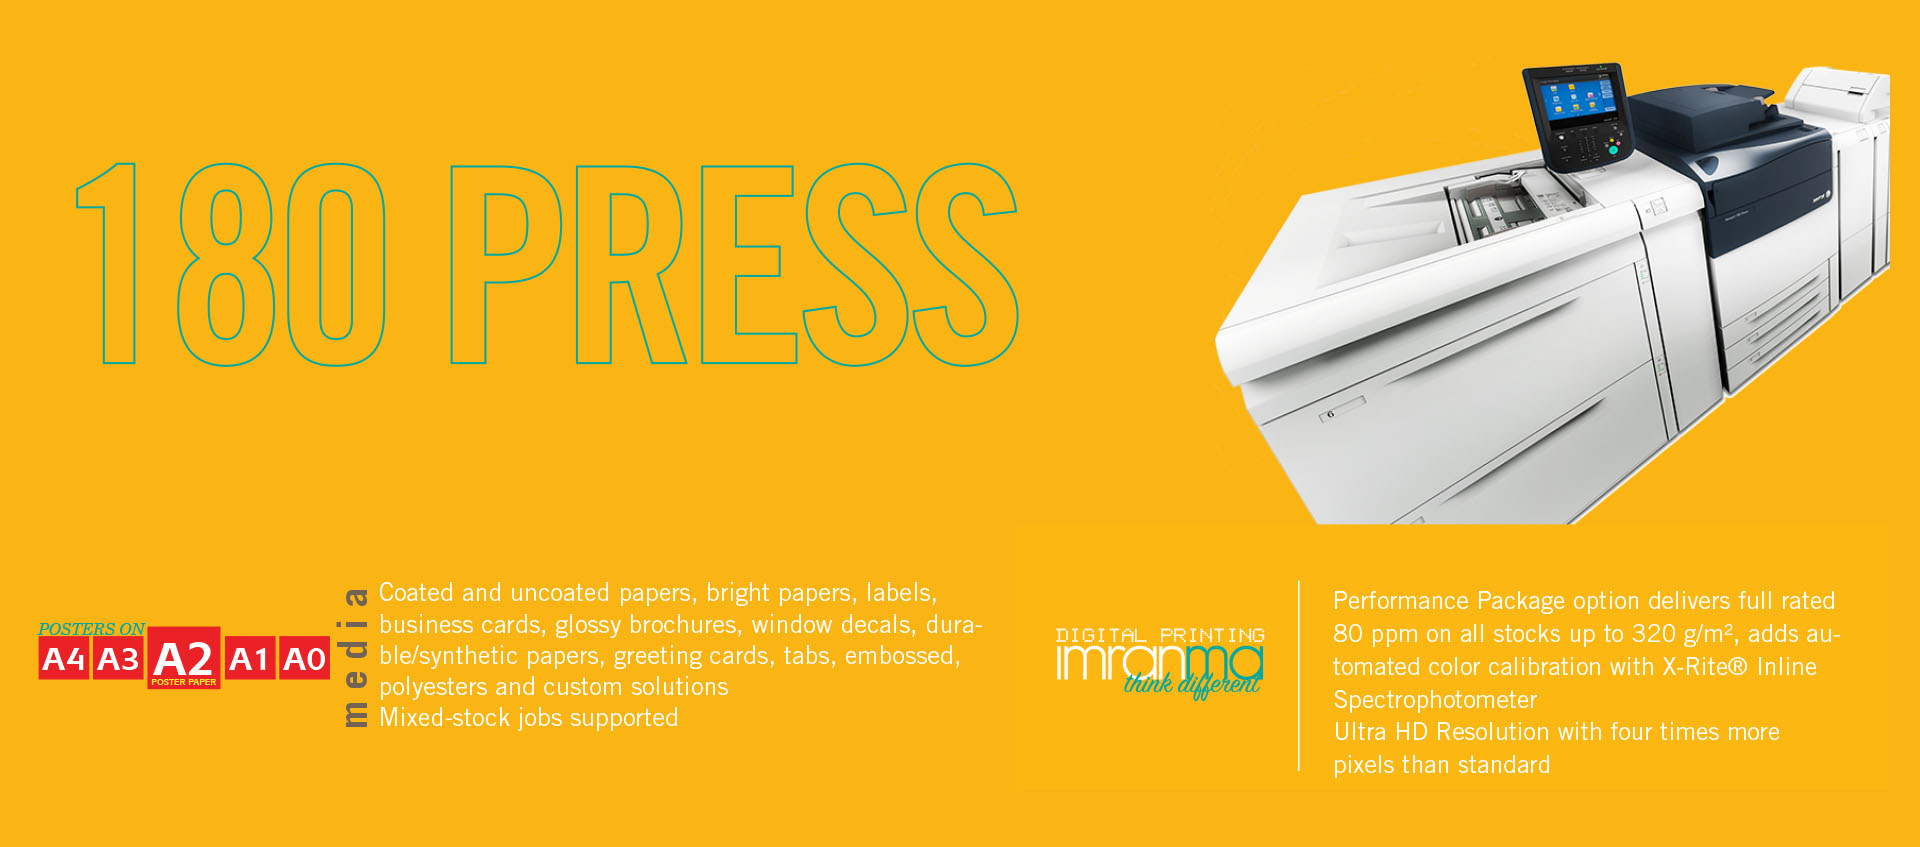 180 PRESS
POSTERS ON
A4 A3 A2 A1 A0
POSTER PAPER
media
Coated and uncoated papers, bright papers, labels,
business cards, glossy brochures, window decals, dura-
ble/synthetic papers, greeting cards, tabs, embossed,
polyesters and custom solutions
Mixed-stock jobs supported
DIGITAL PRINTING
imranma
think different
Performance Package option delivers full rated
80 ppm on all stocks up to 320 g/m², adds au-
tomated color calibration with X-Rite® Inline
Spectrophotometer
Ultra HD Resolution with four times more
pixels than standard
6